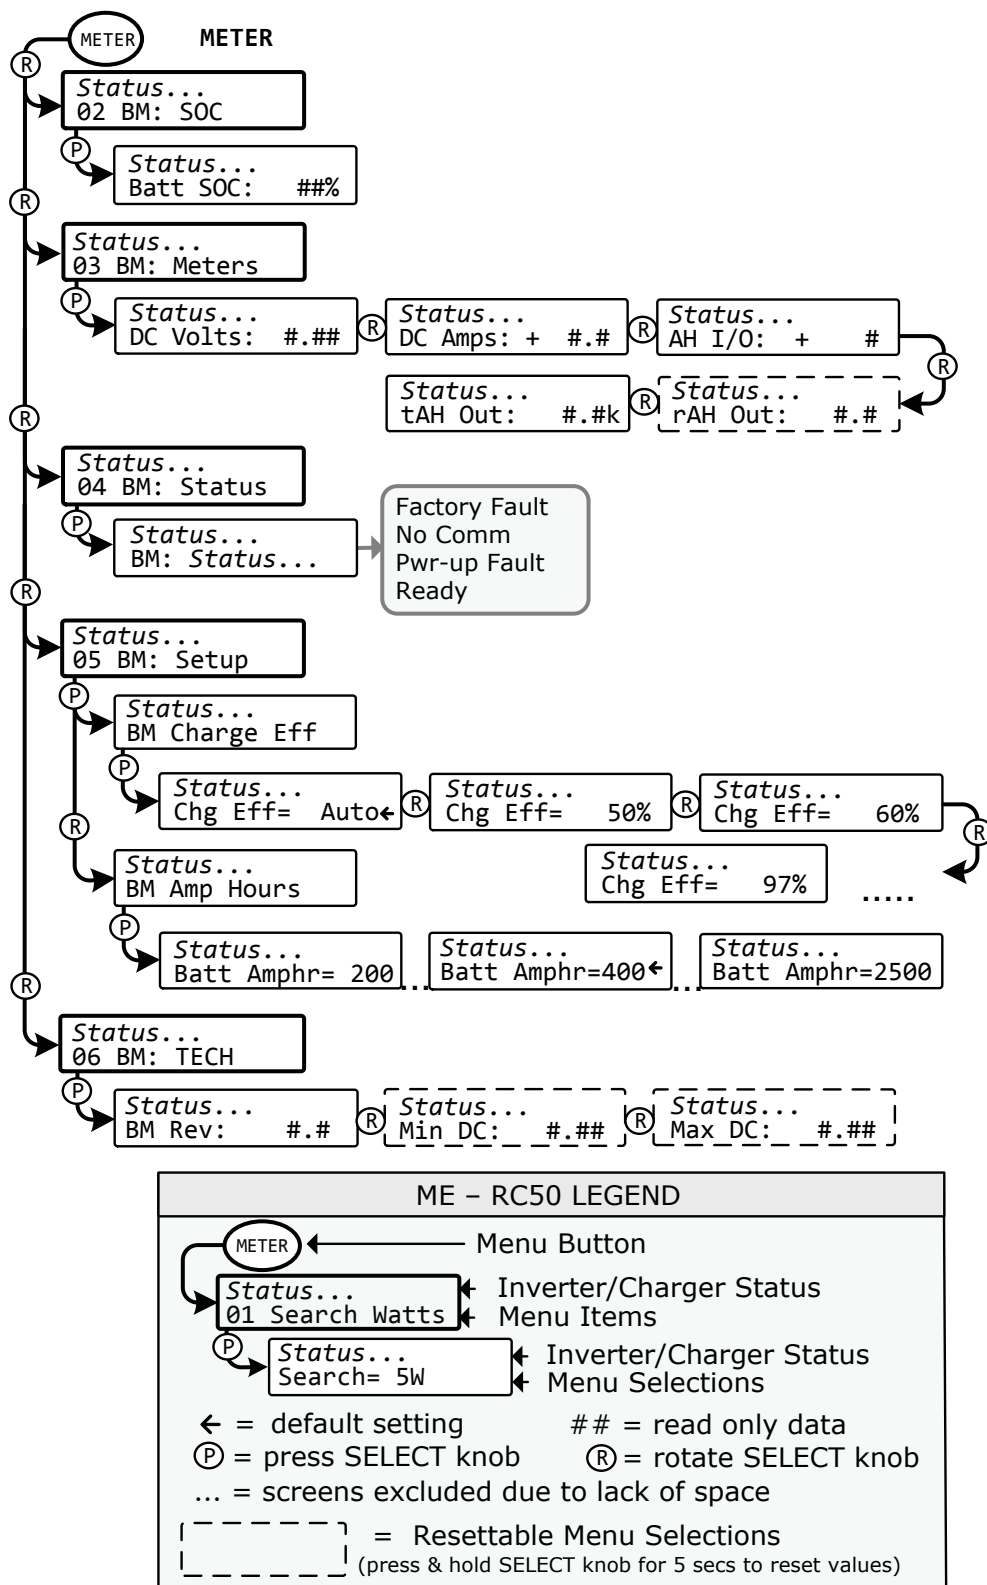 METER METER
R
Status...
02 BM: SOC
P
Status...
Batt SOC: ##%
R
Status...
03 BM: Meters
P
Status...
DC Volts: #.##
R
Status...
DC Amps: + #.#
R
Status...
AH I/O: + #
R
Status...
rAH Out: #.#
R
Status...
tAH Out: #.#k
R
Status...
04 BM: Status
P
Status...
BM: Status...
Factory Fault
No Comm
Pwr-up Fault
Ready
R
Status...
05 BM: Setup
P
Status...
BM Charge Eff
P
Status...
Chg Eff= Auto←
R
Status...
Chg Eff= 50%
R
Status...
Chg Eff= 60%
R
.....
Status...
Chg Eff= 97%
R
Status...
BM Amp Hours
P
Status...
Batt Amphr= 200
...
Status...
Batt Amphr=400←
...
Status...
Batt Amphr=2500
R
Status...
06 BM: TECH
P
Status...
BM Rev: #.#
R
Status...
Min DC: #.##
R
Status...
Max DC: #.##
ME – RC50 LEGEND
METER Menu Button
Status... Inverter/Charger Status
01 Search Watts Menu Items
P
Status... Inverter/Charger Status
Search= 5W Menu Selections
← = default setting ## = read only data
P = press SELECT knob R = rotate SELECT knob
... = screens excluded due to lack of space
= Resettable Menu Selections
(press & hold SELECT knob for 5 secs to reset values)